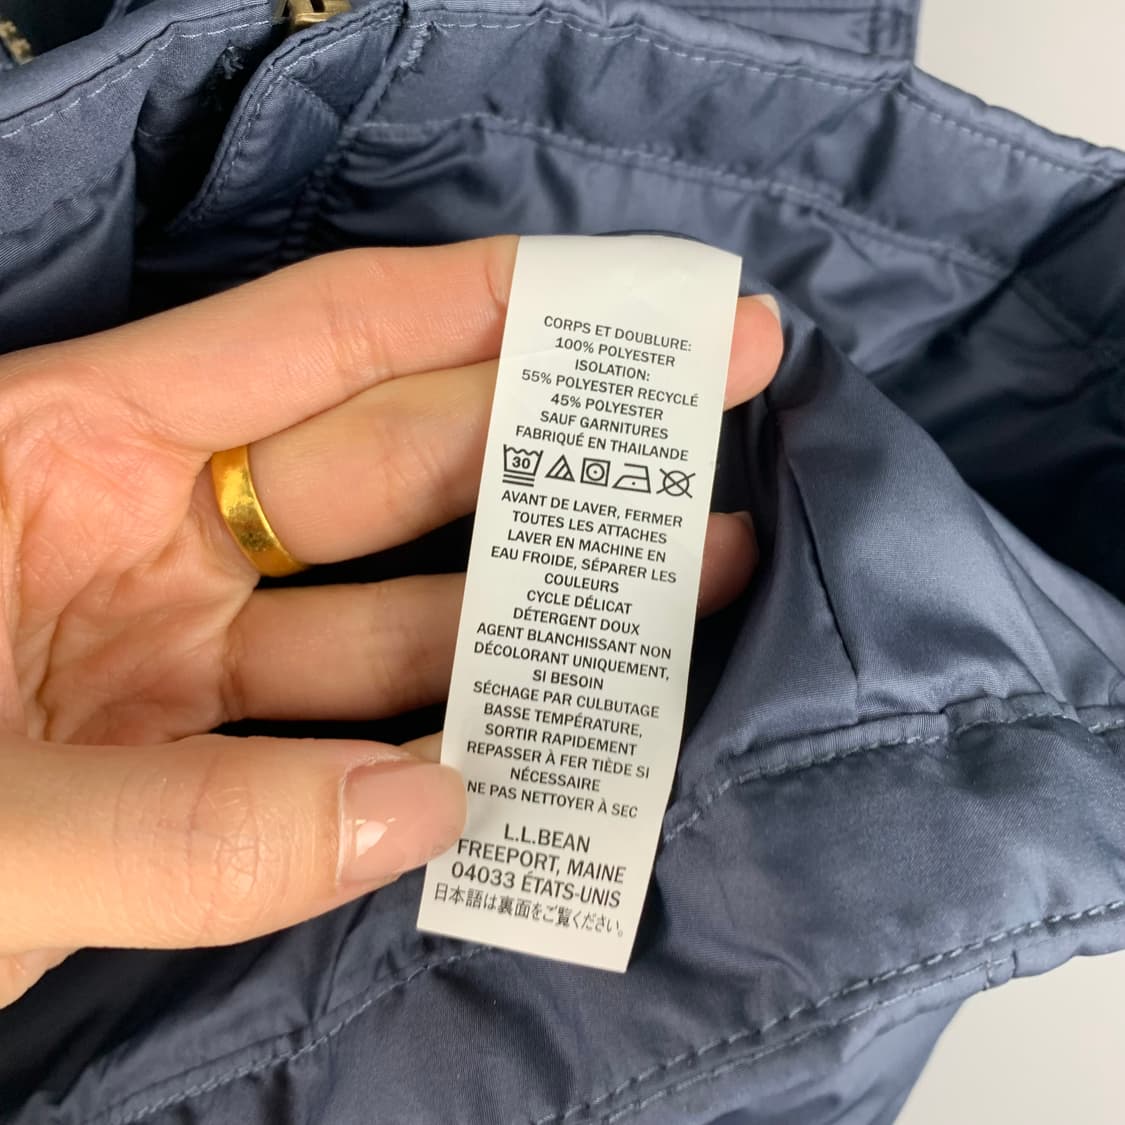 CORPS ET DOUBLURE:
100% POLYESTER
ISOLATION:
55% POLYESTER RECYCLÉ
45% POLYESTER
SAUF GARNITURES
FABRIQUÉ EN THAILANDE
30
AVANT DE LAVER, FERMER
TOUTES LES ATTACHES
LAVER EN MACHINE EN
EAU FROIDE, SÉPARER LES
COULEURS
CYCLE DÉLICAT
DÉTERGENT DOUX
AGENT BLANCHISSANT NON
DÉCOLORANT UNIQUEMENT,
SI BESOIN
SÉCHAGE PAR CULBUTAGE
BASSE TEMPÉRATURE,
SORTIR RAPIDEMENT
REPASSER À FER TIÈDE SI
NÉCESSAIRE
NE PAS NETTOYER À SEC
L.L.BEAN
FREEPORT, MAINE
04033 ÉTATS-UNIS
日本語は裏面をご覧ください。